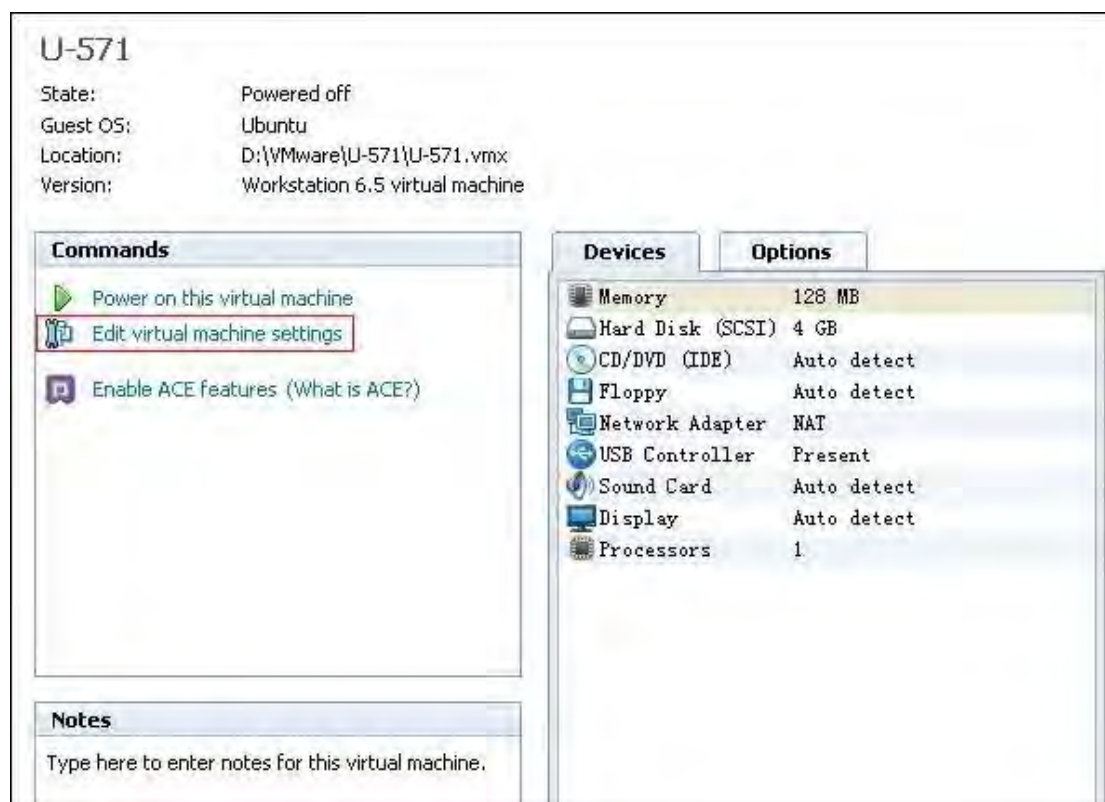 U-571
State: Powered off
Guest OS: Ubuntu
Location: D:\VMware\U-571\U-571.vmx
Version: Workstation 6.5 virtual machine
Commands
Power on this virtual machine
Edit virtual machine settings
Enable ACE features (What is ACE?)
Devices Options
Memory 128 MB
Hard Disk (SCSI) 4 GB
CD/DVD (IDE) Auto detect
Floppy Auto detect
Network Adapter NAT
USB Controller Present
Sound Card Auto detect
Display Auto detect
Processors 1
Notes
Type here to enter notes for this virtual machine.